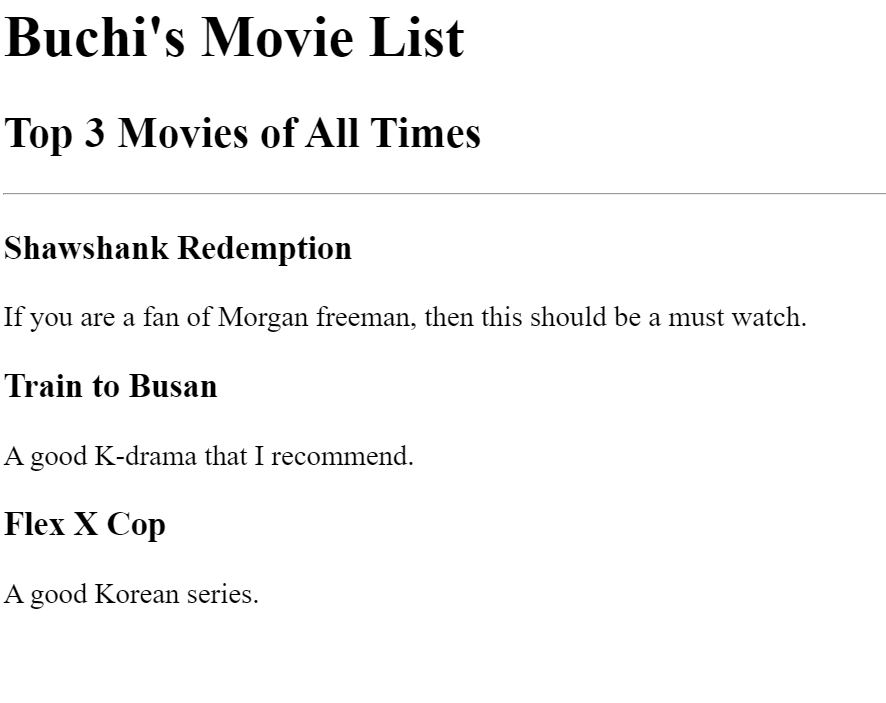 Buchi's Movie List
Top 3 Movies of All Times
Shawshank Redemption
If you are a fan of Morgan freeman, then this should be a must watch.
Train to Busan
A good K-drama that I recommend.
Flex X Cop
A good Korean series.